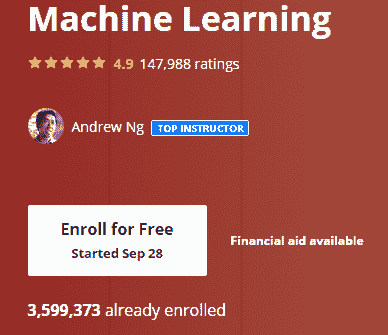 Machine Learning
4.9 147,988 ratings
Andrew Ng TOP INSTRUCTOR
Enroll for Free
Started Sep 28
Financial aid available
3,599,373 already enrolled